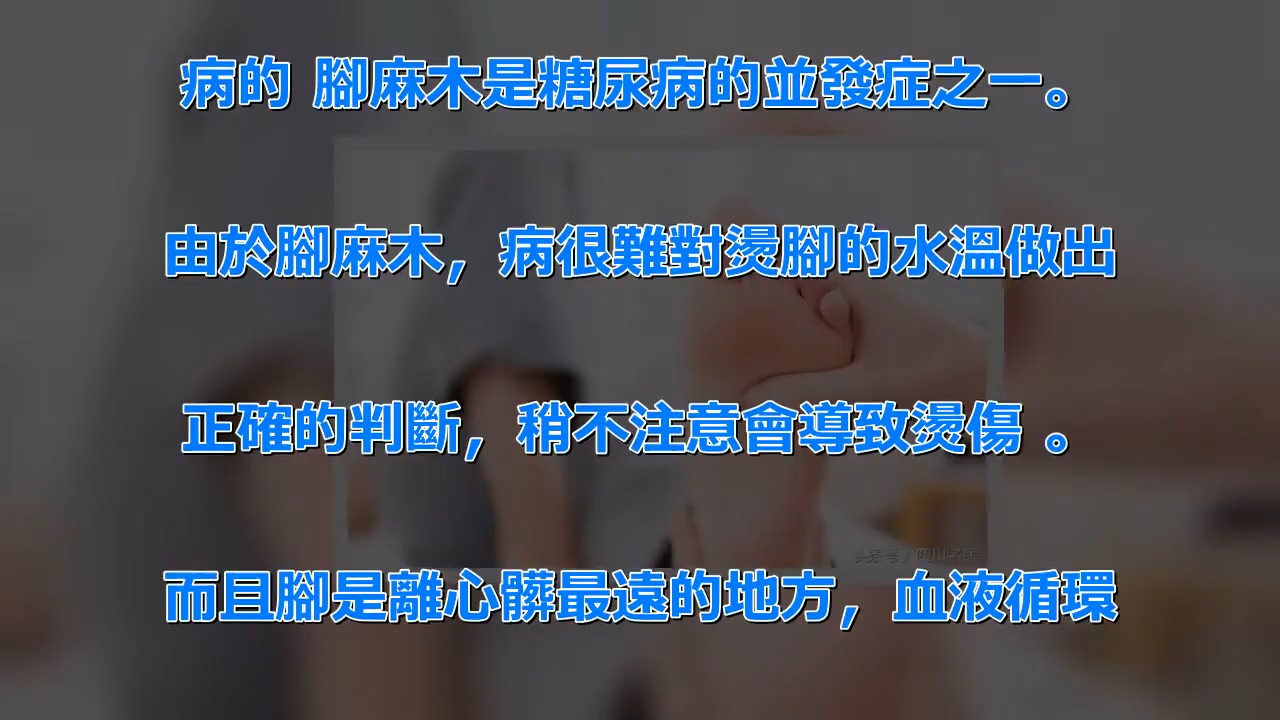 病的 腳麻木是糖尿病的並發症之一。
由於腳麻木，病很難對燙腳的水溫做出
正確的判斷，稍不注意會導致燙傷 。
而且腳是離心髒最遠的地方，血液循環